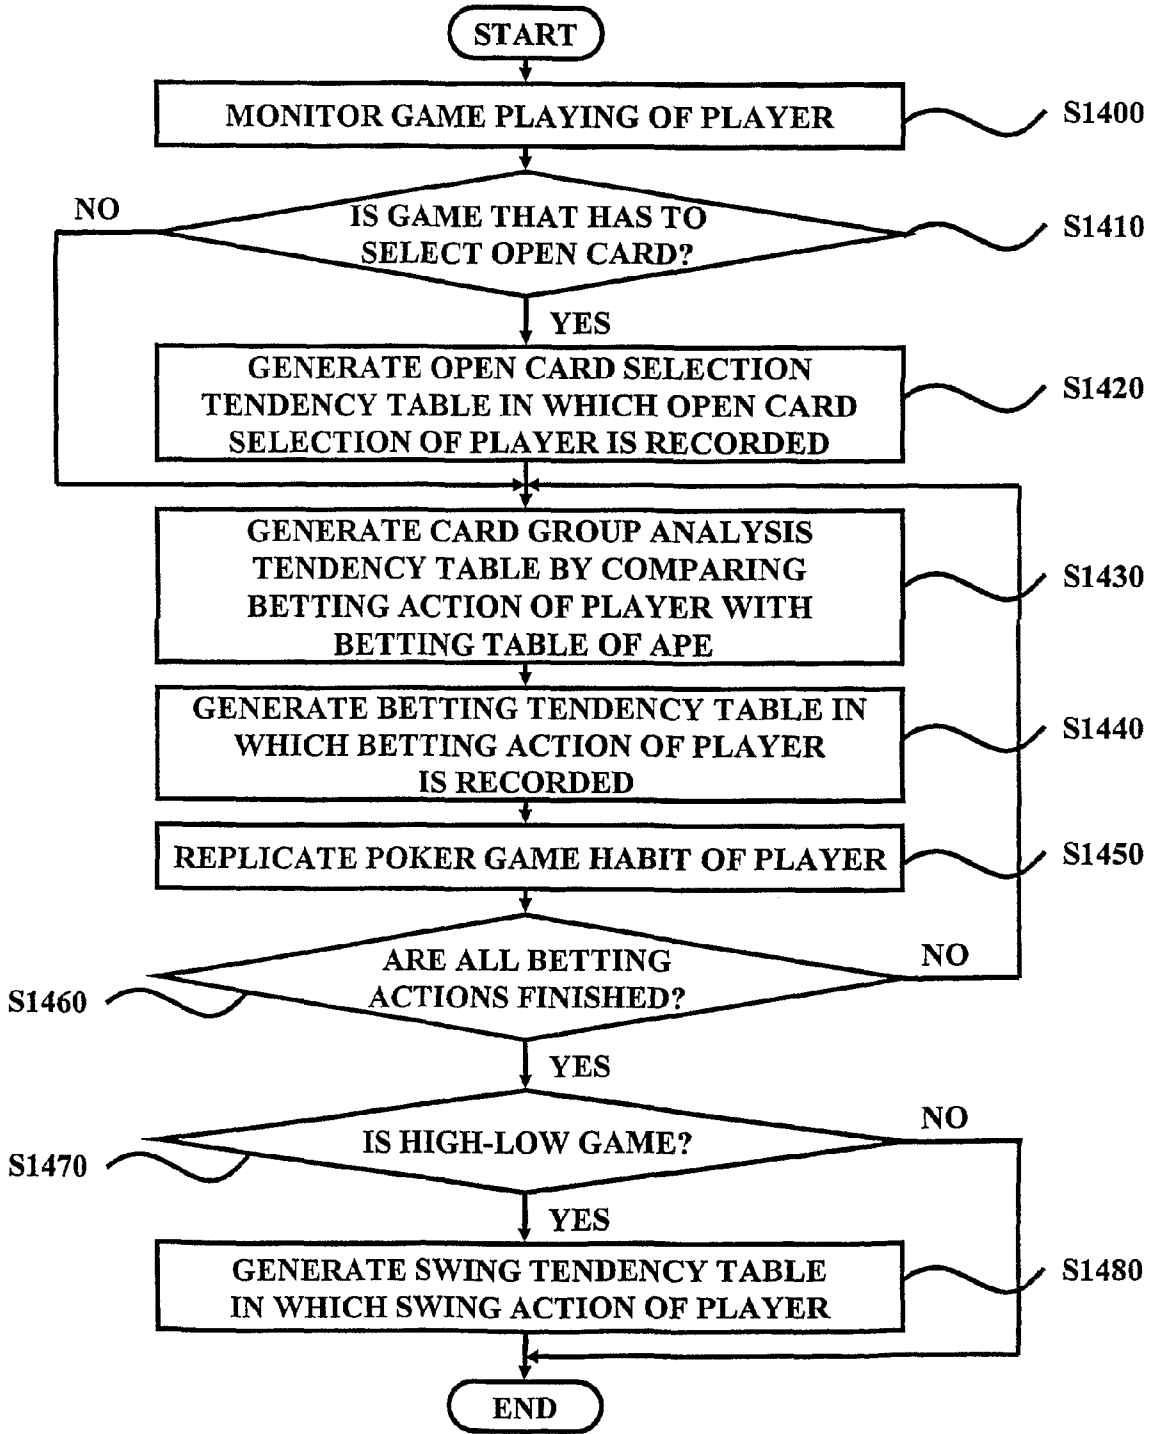 START
MONITOR GAME PLAYING OF PLAYER
S1400
NO
IS GAME THAT HAS TO
SELECT OPEN CARD?
S1410
YES
GENERATE OPEN CARD SELECTION
TENDENCY TABLE IN WHICH OPEN CARD
SELECTION OF PLAYER IS RECORDED
S1420
GENERATE CARD GROUP ANALYSIS
TENDENCY TABLE BY COMPARING
BETTING ACTION OF PLAYER WITH
BETTING TABLE OF APE
S1430
GENERATE BETTING TENDENCY TABLE IN
WHICH BETTING ACTION OF PLAYER
IS RECORDED
S1440
REPLICATE POKER GAME HABIT OF PLAYER
S1450
ARE ALL BETTING
ACTIONS FINISHED?
NO
S1460
YES
IS HIGH-LOW GAME?
NO
S1470
YES
GENERATE SWING TENDENCY TABLE
IN WHICH SWING ACTION OF PLAYER
S1480
END